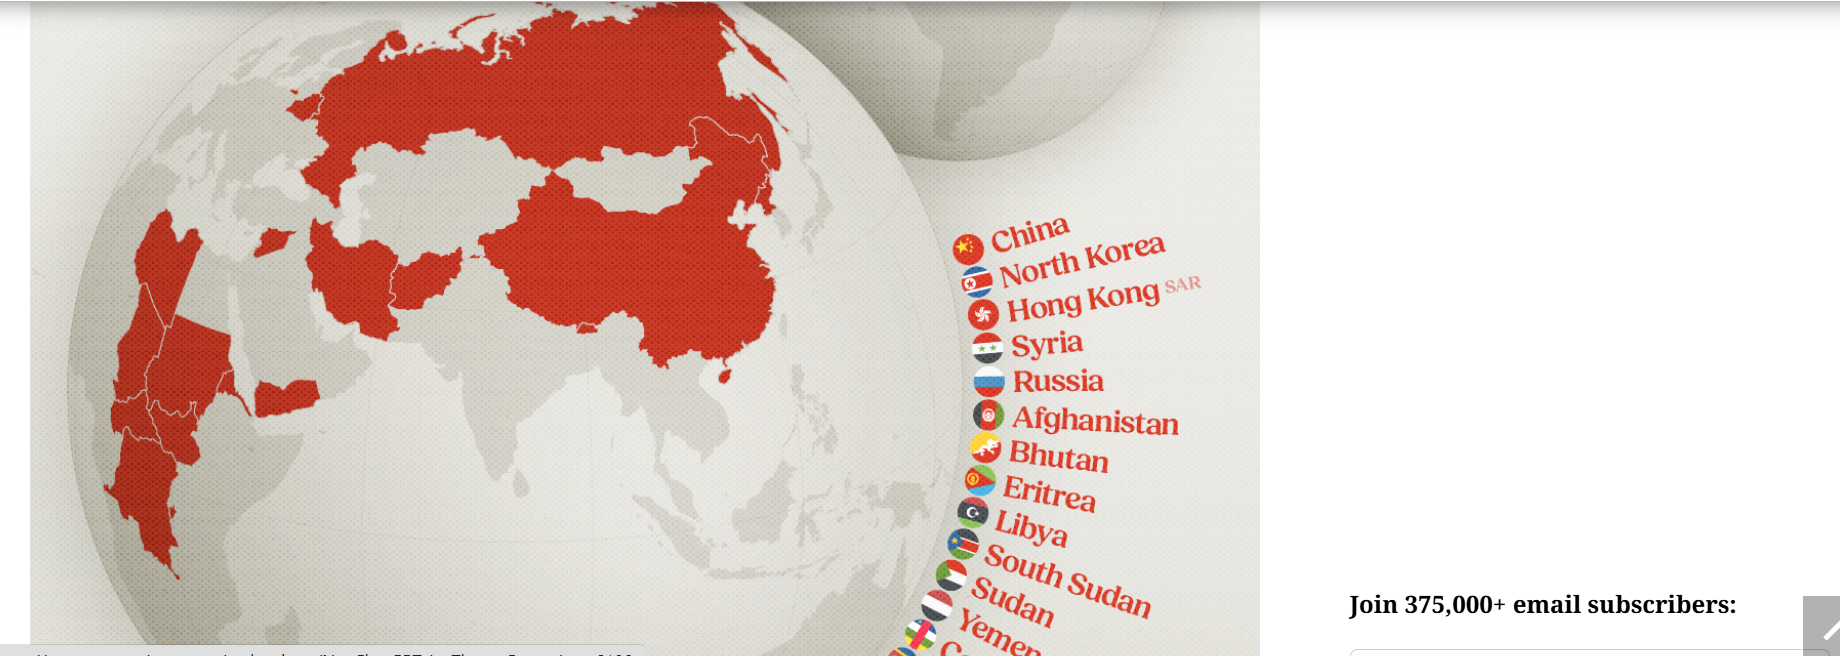 China
North Korea
Hong Kong SAR
Syria
Russia
Afghanistan
Bhutan
Eritrea
Libya
South Sudan
Sudan
Yemen
Join 375,000+ email subscribers: